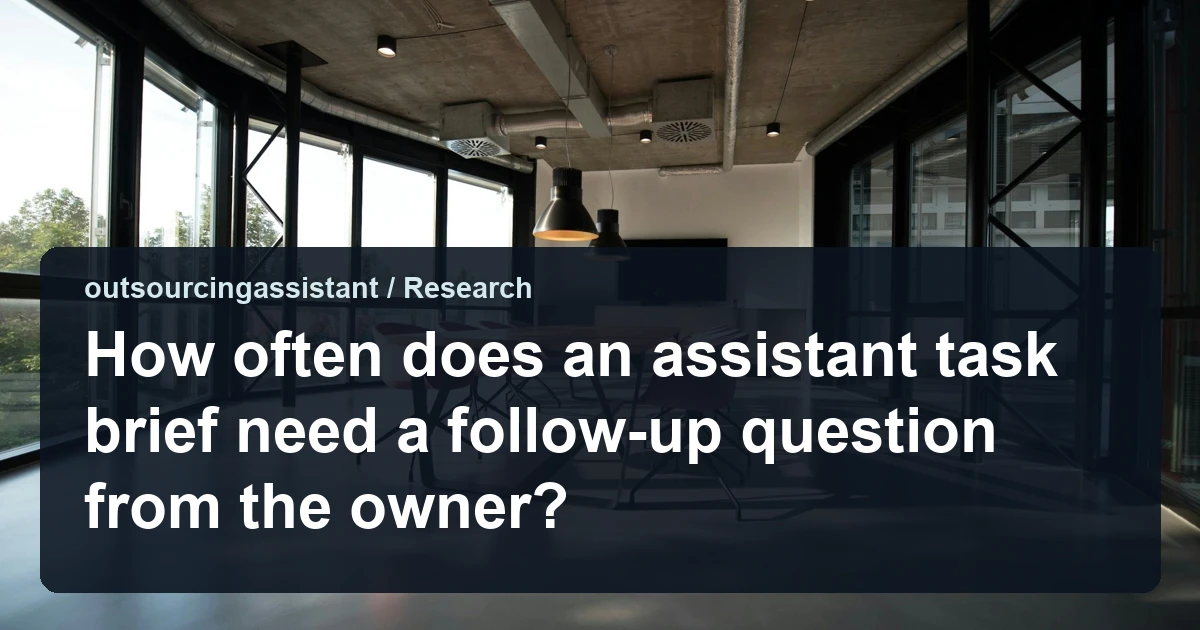 outsourcingassistant / Research
How often does an assistant task
brief need a follow-up question
from the owner?